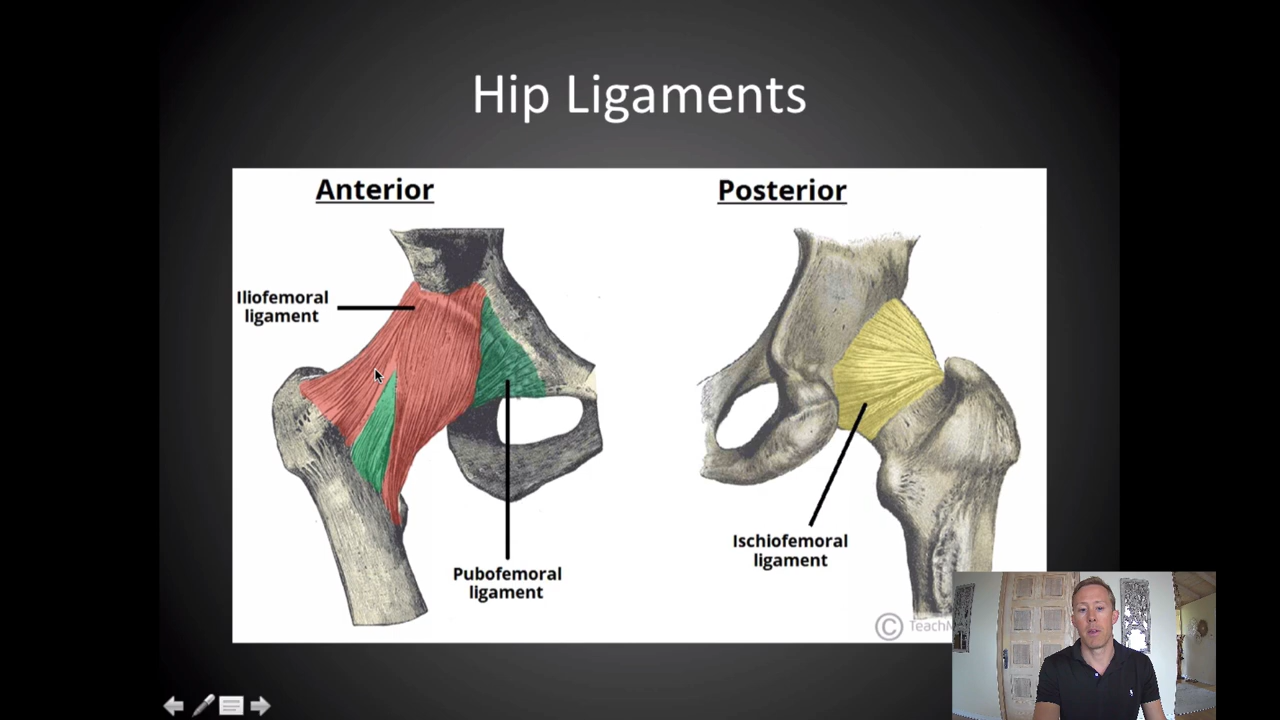 Hip Ligaments
Anterior
Posterior
Iliofemoral
ligament
Ischiofemoral
ligament
Pubofemoral
ligament
©